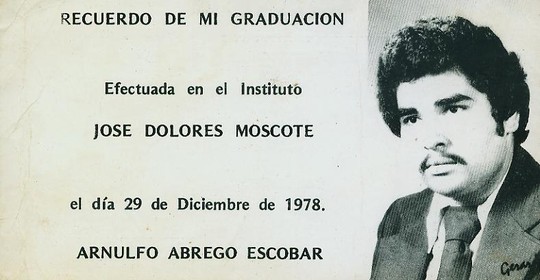 RECUERDO DE MI GRADUACION
Efectuada en el Instituto
JOSE DOLORES MOSCOTE
el día 29 de Diciembre de 1978.
ARNULFO ABREGO ESCOBAR